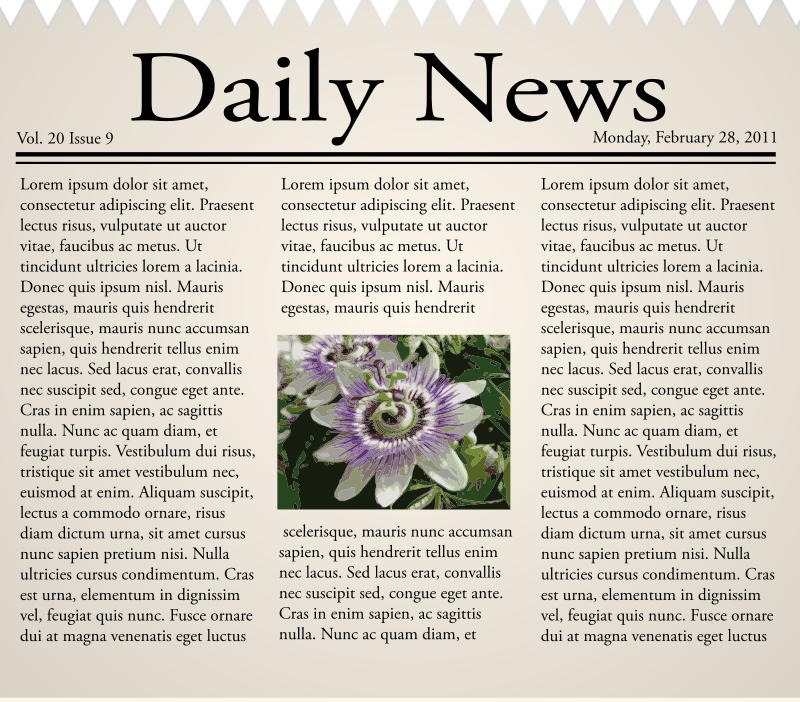 Daily News
Vol. 20 Issue 9
Monday, February 28, 2011
Lorem ipsum dolor sit amet,
consectetur adipiscing elit. Praesent
lectus risus, vulputate ut auctor
vitae, faucibus ac metus. Ut
tincidunt ultricies lorem a lacinia.
Donec quis ipsum nisl. Mauris
egestas, mauris quis hendrerit
scelerisque, mauris nunc accumsan
sapien, quis hendrerit tellus enim
nec lacus. Sed lacus erat, convallis
nec suscipit sed, congue eget ante.
Cras in enim sapien, ac sagittis
nulla. Nunc ac quam diam, et
feugiat turpis. Vestibulum dui risus,
tristique sit amet vestibulum nec,
euismod at enim. Aliquam suscipit,
lectus a commodo ornare, risus
diam dictum urna, sit amet cursus
nunc sapien pretium nisi. Nulla
ultricies cursus condimentum. Cras
est urna, elementum in dignissim
vel, feugiat quis nunc. Fusce ornare
dui at magna venenatis eget luctus
Lorem ipsum dolor sit amet,
consectetur adipiscing elit. Praesent
lectus risus, vulputate ut auctor
vitae, faucibus ac metus. Ut
tincidunt ultricies lorem a lacinia.
Donec quis ipsum nisl. Mauris
egestas, mauris quis hendrerit
scelerisque, mauris nunc accumsan
sapien, quis hendrerit tellus enim
nec lacus. Sed lacus erat, convallis
nec suscipit sed, congue eget ante.
Cras in enim sapien, ac sagittis
nulla. Nunc ac quam diam, et
Lorem ipsum dolor sit amet,
consectetur adipiscing elit. Praesent
lectus risus, vulputate ut auctor
vitae, faucibus ac metus. Ut
tincidunt ultricies lorem a lacinia.
Donec quis ipsum nisl. Mauris
egestas, mauris quis hendrerit
scelerisque, mauris nunc accumsan
sapien, quis hendrerit tellus enim
nec lacus. Sed lacus erat, convallis
nec suscipit sed, congue eget ante.
Cras in enim sapien, ac sagittis
nulla. Nunc ac quam diam, et
feugiat turpis. Vestibulum dui risus,
tristique sit amet vestibulum nec,
euismod at enim. Aliquam suscipit,
lectus a commodo ornare, risus
diam dictum urna, sit amet cursus
nunc sapien pretium nisi. Nulla
ultricies cursus condimentum. Cras
est urna, elementum in dignissim
vel, feugiat quis nunc. Fusce ornare
dui at magna venenatis eget luctus